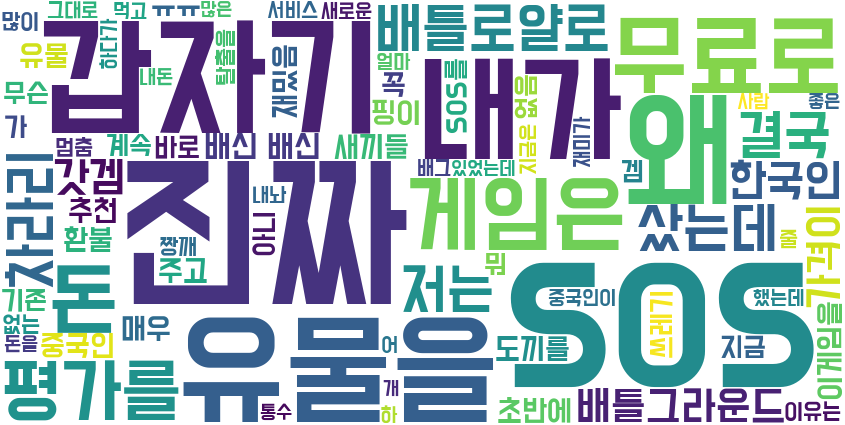 많이
그대로
먹고
ㅠㅠ
많은
서비스
새로운
갑자기
하다가
탈출을
재밌음
배틀로얄로
무료로
유물
내돈
얼마
무슨
꼭
핑이
SOS를
내가
지금은
없음
사람
좋은
왜
가
멈춤
계속
바로
배신
배신
새끼들
재미가
결국
배그
있었는데
겜
한국인
차라리
갓겜
추천
진짜
내놔
아니
게임은
샀는데
줄
가격이
환불
짱깨
주고
뭐
돈
저는
SOS
중국인이
했는데
기존
없는
돈을
중국인
매우
유물을
어
도끼를
쓰레기
지금
이게임을
평가를
개
하
통수
초반에
배틀그라운드
이유는